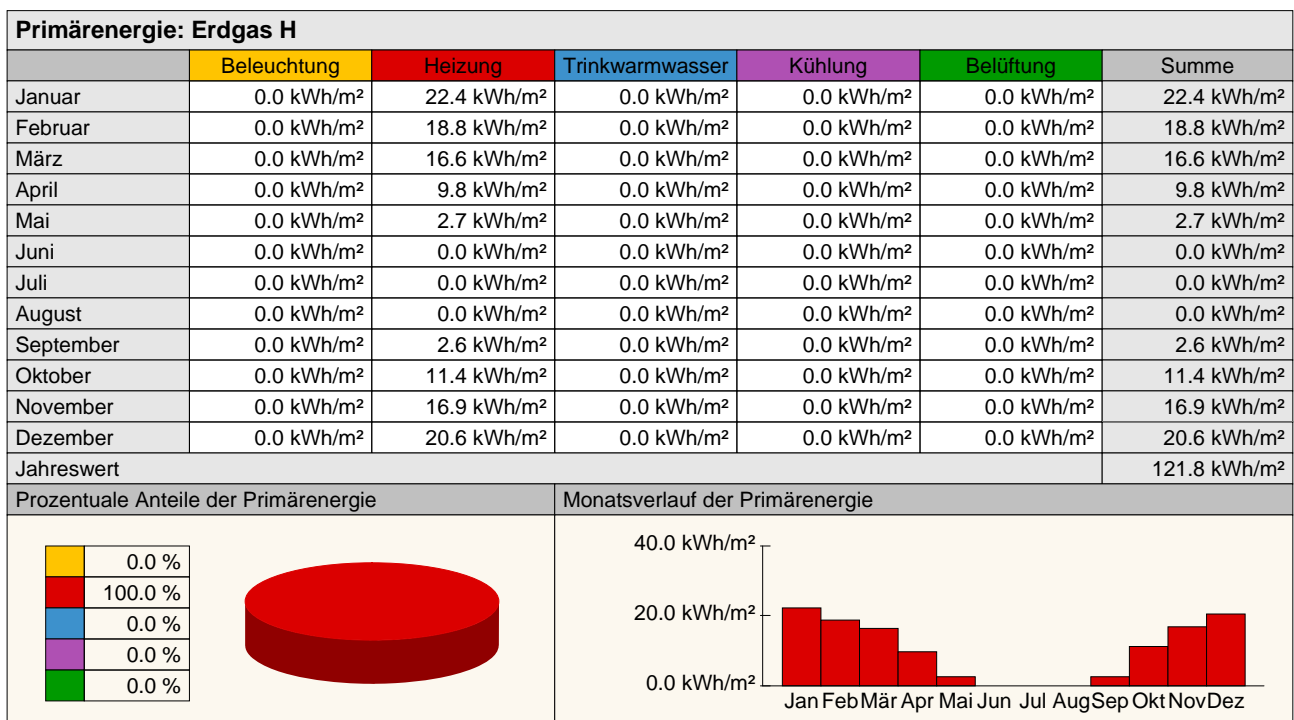 Primärenergie: Erdgas H
Beleuchtung Heizung Trinkwarmwasser Kühlung Belüftung Summe
Januar 0.0 kWh/m² 22.4 kWh/m² 0.0 kWh/m² 0.0 kWh/m² 0.0 kWh/m² 22.4 kWh/m²
Februar 0.0 kWh/m² 18.8 kWh/m² 0.0 kWh/m² 0.0 kWh/m² 0.0 kWh/m² 18.8 kWh/m²
März 0.0 kWh/m² 16.6 kWh/m² 0.0 kWh/m² 0.0 kWh/m² 0.0 kWh/m² 16.6 kWh/m²
April 0.0 kWh/m² 9.8 kWh/m² 0.0 kWh/m² 0.0 kWh/m² 0.0 kWh/m² 9.8 kWh/m²
Mai 0.0 kWh/m² 2.7 kWh/m² 0.0 kWh/m² 0.0 kWh/m² 0.0 kWh/m² 2.7 kWh/m²
Juni 0.0 kWh/m² 0.0 kWh/m² 0.0 kWh/m² 0.0 kWh/m² 0.0 kWh/m² 0.0 kWh/m²
Juli 0.0 kWh/m² 0.0 kWh/m² 0.0 kWh/m² 0.0 kWh/m² 0.0 kWh/m² 0.0 kWh/m²
August 0.0 kWh/m² 0.0 kWh/m² 0.0 kWh/m² 0.0 kWh/m² 0.0 kWh/m² 0.0 kWh/m²
September 0.0 kWh/m² 2.6 kWh/m² 0.0 kWh/m² 0.0 kWh/m² 0.0 kWh/m² 2.6 kWh/m²
Oktober 0.0 kWh/m² 11.4 kWh/m² 0.0 kWh/m² 0.0 kWh/m² 0.0 kWh/m² 11.4 kWh/m²
November 0.0 kWh/m² 16.9 kWh/m² 0.0 kWh/m² 0.0 kWh/m² 0.0 kWh/m² 16.9 kWh/m²
Dezember 0.0 kWh/m² 20.6 kWh/m² 0.0 kWh/m² 0.0 kWh/m² 0.0 kWh/m² 20.6 kWh/m²
Jahreswert 121.8 kWh/m²
Prozentuale Anteile der Primärenergie
0.0 %
100.0 %
0.0 %
0.0 %
0.0 %
Monatsverlauf der Primärenergie
40.0 kWh/m²
20.0 kWh/m²
0.0 kWh/m²
Jan Feb Mär Apr Mai Jun Jul Aug Sep Okt Nov Dez